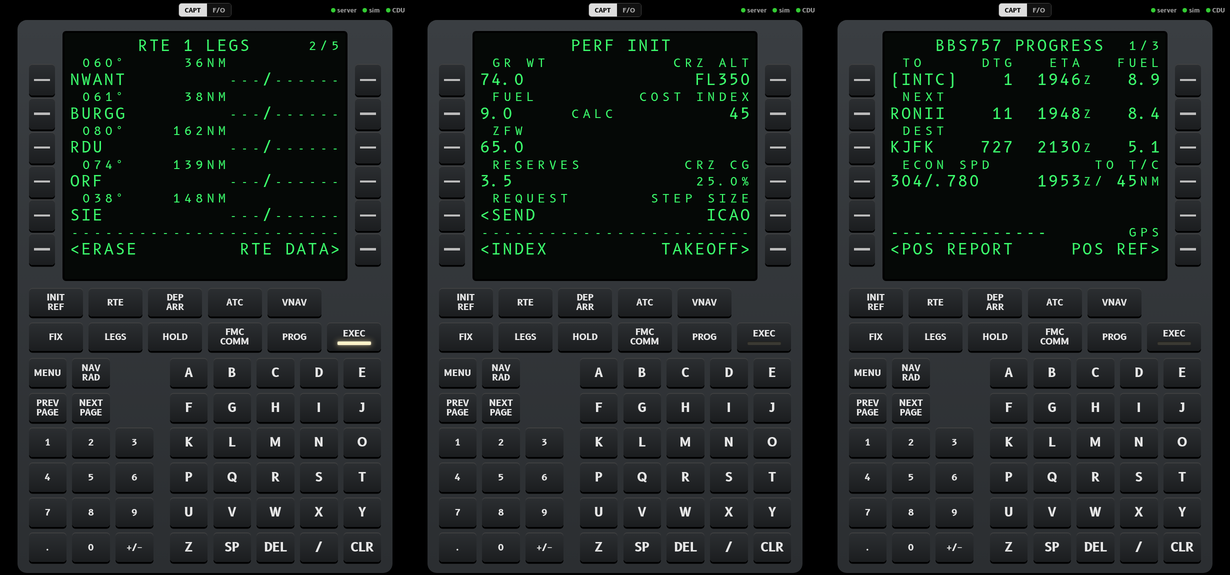 CAPT F/O server sim CDU
RTE 1 LEGS 2/5
060° 36NM
NWANT ---/------
061° 38NM
BURGG ---/------
080° 162NM
RDU ---/------
074° 139NM
ORF ---/------
038° 148NM
SIE ---/------
------------------------
<ERASE RTE DATA>
INIT REF RTE DEP ARR ATC VNAV
FIX LEGS HOLD FMC COMM PROG EXEC
MENU NAV RAD A B C D E
PREV PAGE NEXT PAGE F G H I J
1 2 3 K L M N O
4 5 6 P Q R S T
7 8 9 U V W X Y
. 0 +/- Z SP DEL / CLR
CAPT F/O server sim CDU
PERF INIT
GR WT CRZ ALT
74.0 FL350
FUEL COST INDEX
9.0 CALC 45
ZFW
65.0
RESERVES CRZ CG
3.5 25.0%
REQUEST STEP SIZE
<SEND ICAO
------------------------
<INDEX TAKEOFF>
INIT REF RTE DEP ARR ATC VNAV
FIX LEGS HOLD FMC COMM PROG EXEC
MENU NAV RAD A B C D E
PREV PAGE NEXT PAGE F G H I J
1 2 3 K L M N O
4 5 6 P Q R S T
7 8 9 U V W X Y
. 0 +/- Z SP DEL / CLR
CAPT F/O server sim CDU
BBS757 PROGRESS 1/3
TO DTG ETA FUEL
(INTC) 1 1946Z 8.9
NEXT
RONII 11 1948Z 8.4
DEST
KJFK 727 2130Z 5.1
ECON SPD TO T/C
304/.780 1953Z/ 45NM
-------------- GPS
<POS REPORT POS REF>
INIT REF RTE DEP ARR ATC VNAV
FIX LEGS HOLD FMC COMM PROG EXEC
MENU NAV RAD A B C D E
PREV PAGE NEXT PAGE F G H I J
1 2 3 K L M N O
4 5 6 P Q R S T
7 8 9 U V W X Y
. 0 +/- Z SP DEL / CLR